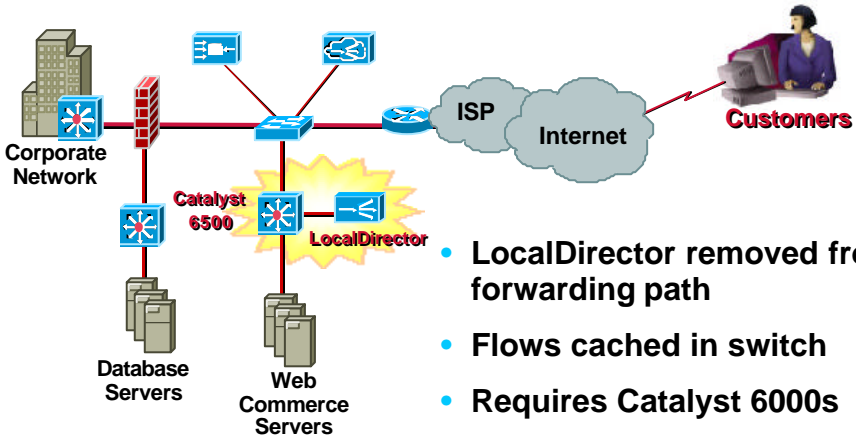 ISP
Internet
Customers
Corporate
Network
Catalyst
6500
LocalDirector
• LocalDirector removed
forwarding path
• Flows cached in switch
• Requires Catalyst 6000s
Database
Servers
Web
Commerce
Servers